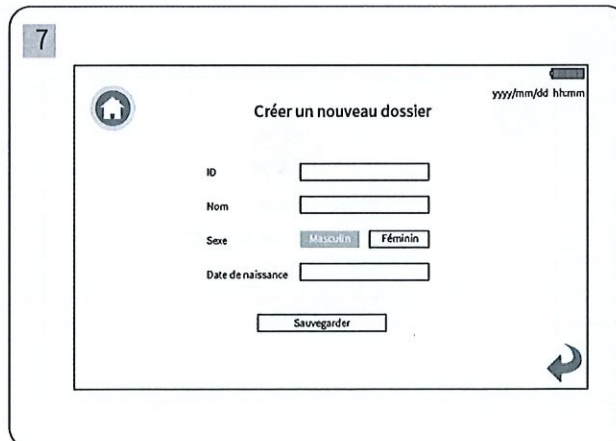 7
yyyy/mm/dd hh:mm
Créer un nouveau dossier
ID
Nom
Sexe Masculin Féminin
Date de naissance
Sauvegarder